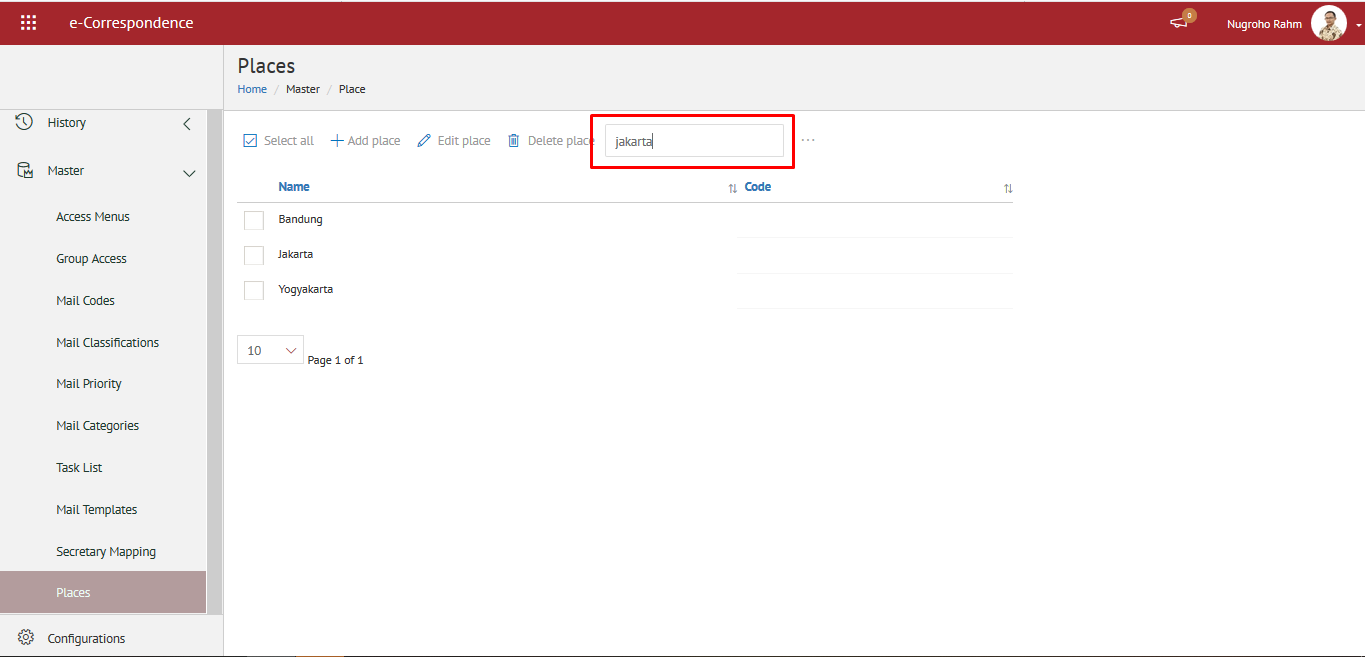 e-Correspondence
0
Nugroho Rahm
Places
Home / Master / Place
History
Master
Access Menus
Group Access
Mail Codes
Mail Classifications
Mail Priority
Mail Categories
Task List
Mail Templates
Secretary Mapping
Places
Configurations
Select all Add place Edit place Delete place jakarta ...
Name Code
Bandung
Jakarta
Yogyakarta
10 Page 1 of 1